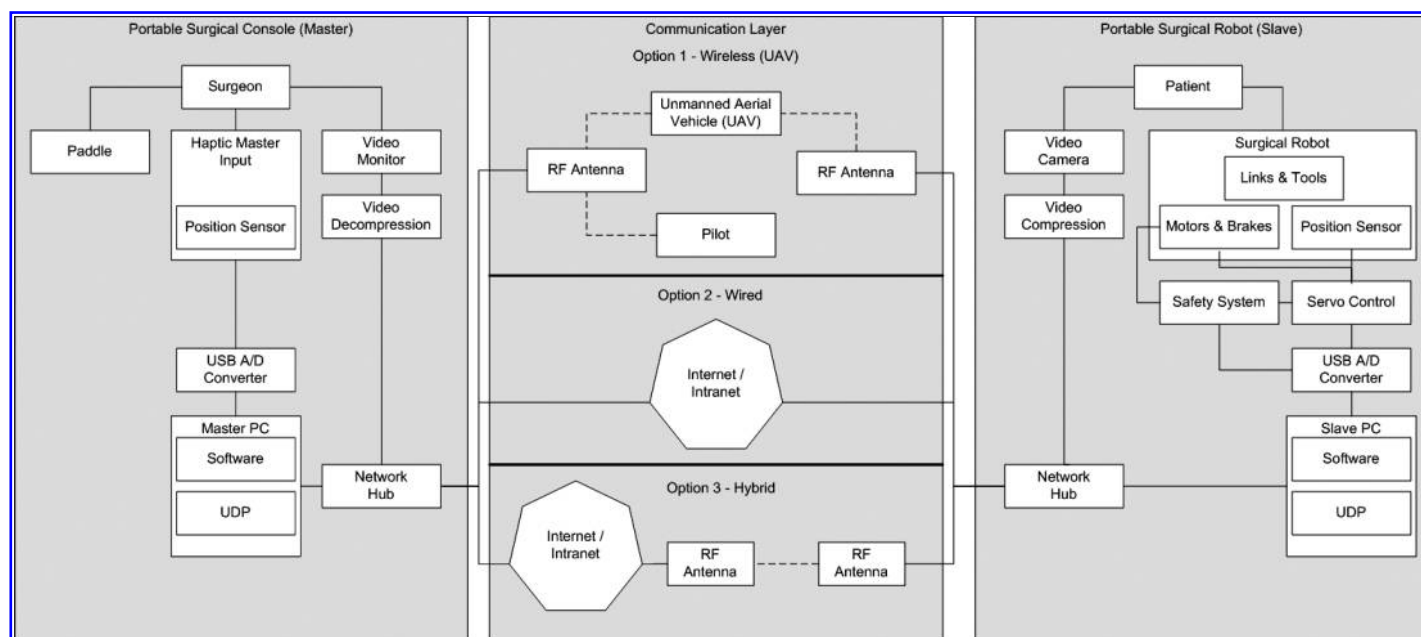 Portable Surgical Console (Master)
Surgeon
Paddle
Haptic Master
Input
Position Sensor
Video
Monitor
Video
Decompression
USB A/D
Converter
Master PC
Software
UDP
Network
Hub
Communication Layer
Option 1 - Wireless (UAV)
Unmanned Aerial
Vehicle (UAV)
RF Antenna
RF Antenna
Pilot
Option 2 - Wired
Internet /
Intranet
Option 3 - Hybrid
Internet /
Intranet
RF
Antenna
RF
Antenna
Portable Surgical Robot (Slave)
Patient
Video
Camera
Video
Compression
Surgical Robot
Links & Tools
Motors & Brakes
Position Sensor
Safety System
Servo Control
USB A/D
Converter
Slave PC
Software
UDP
Network
Hub